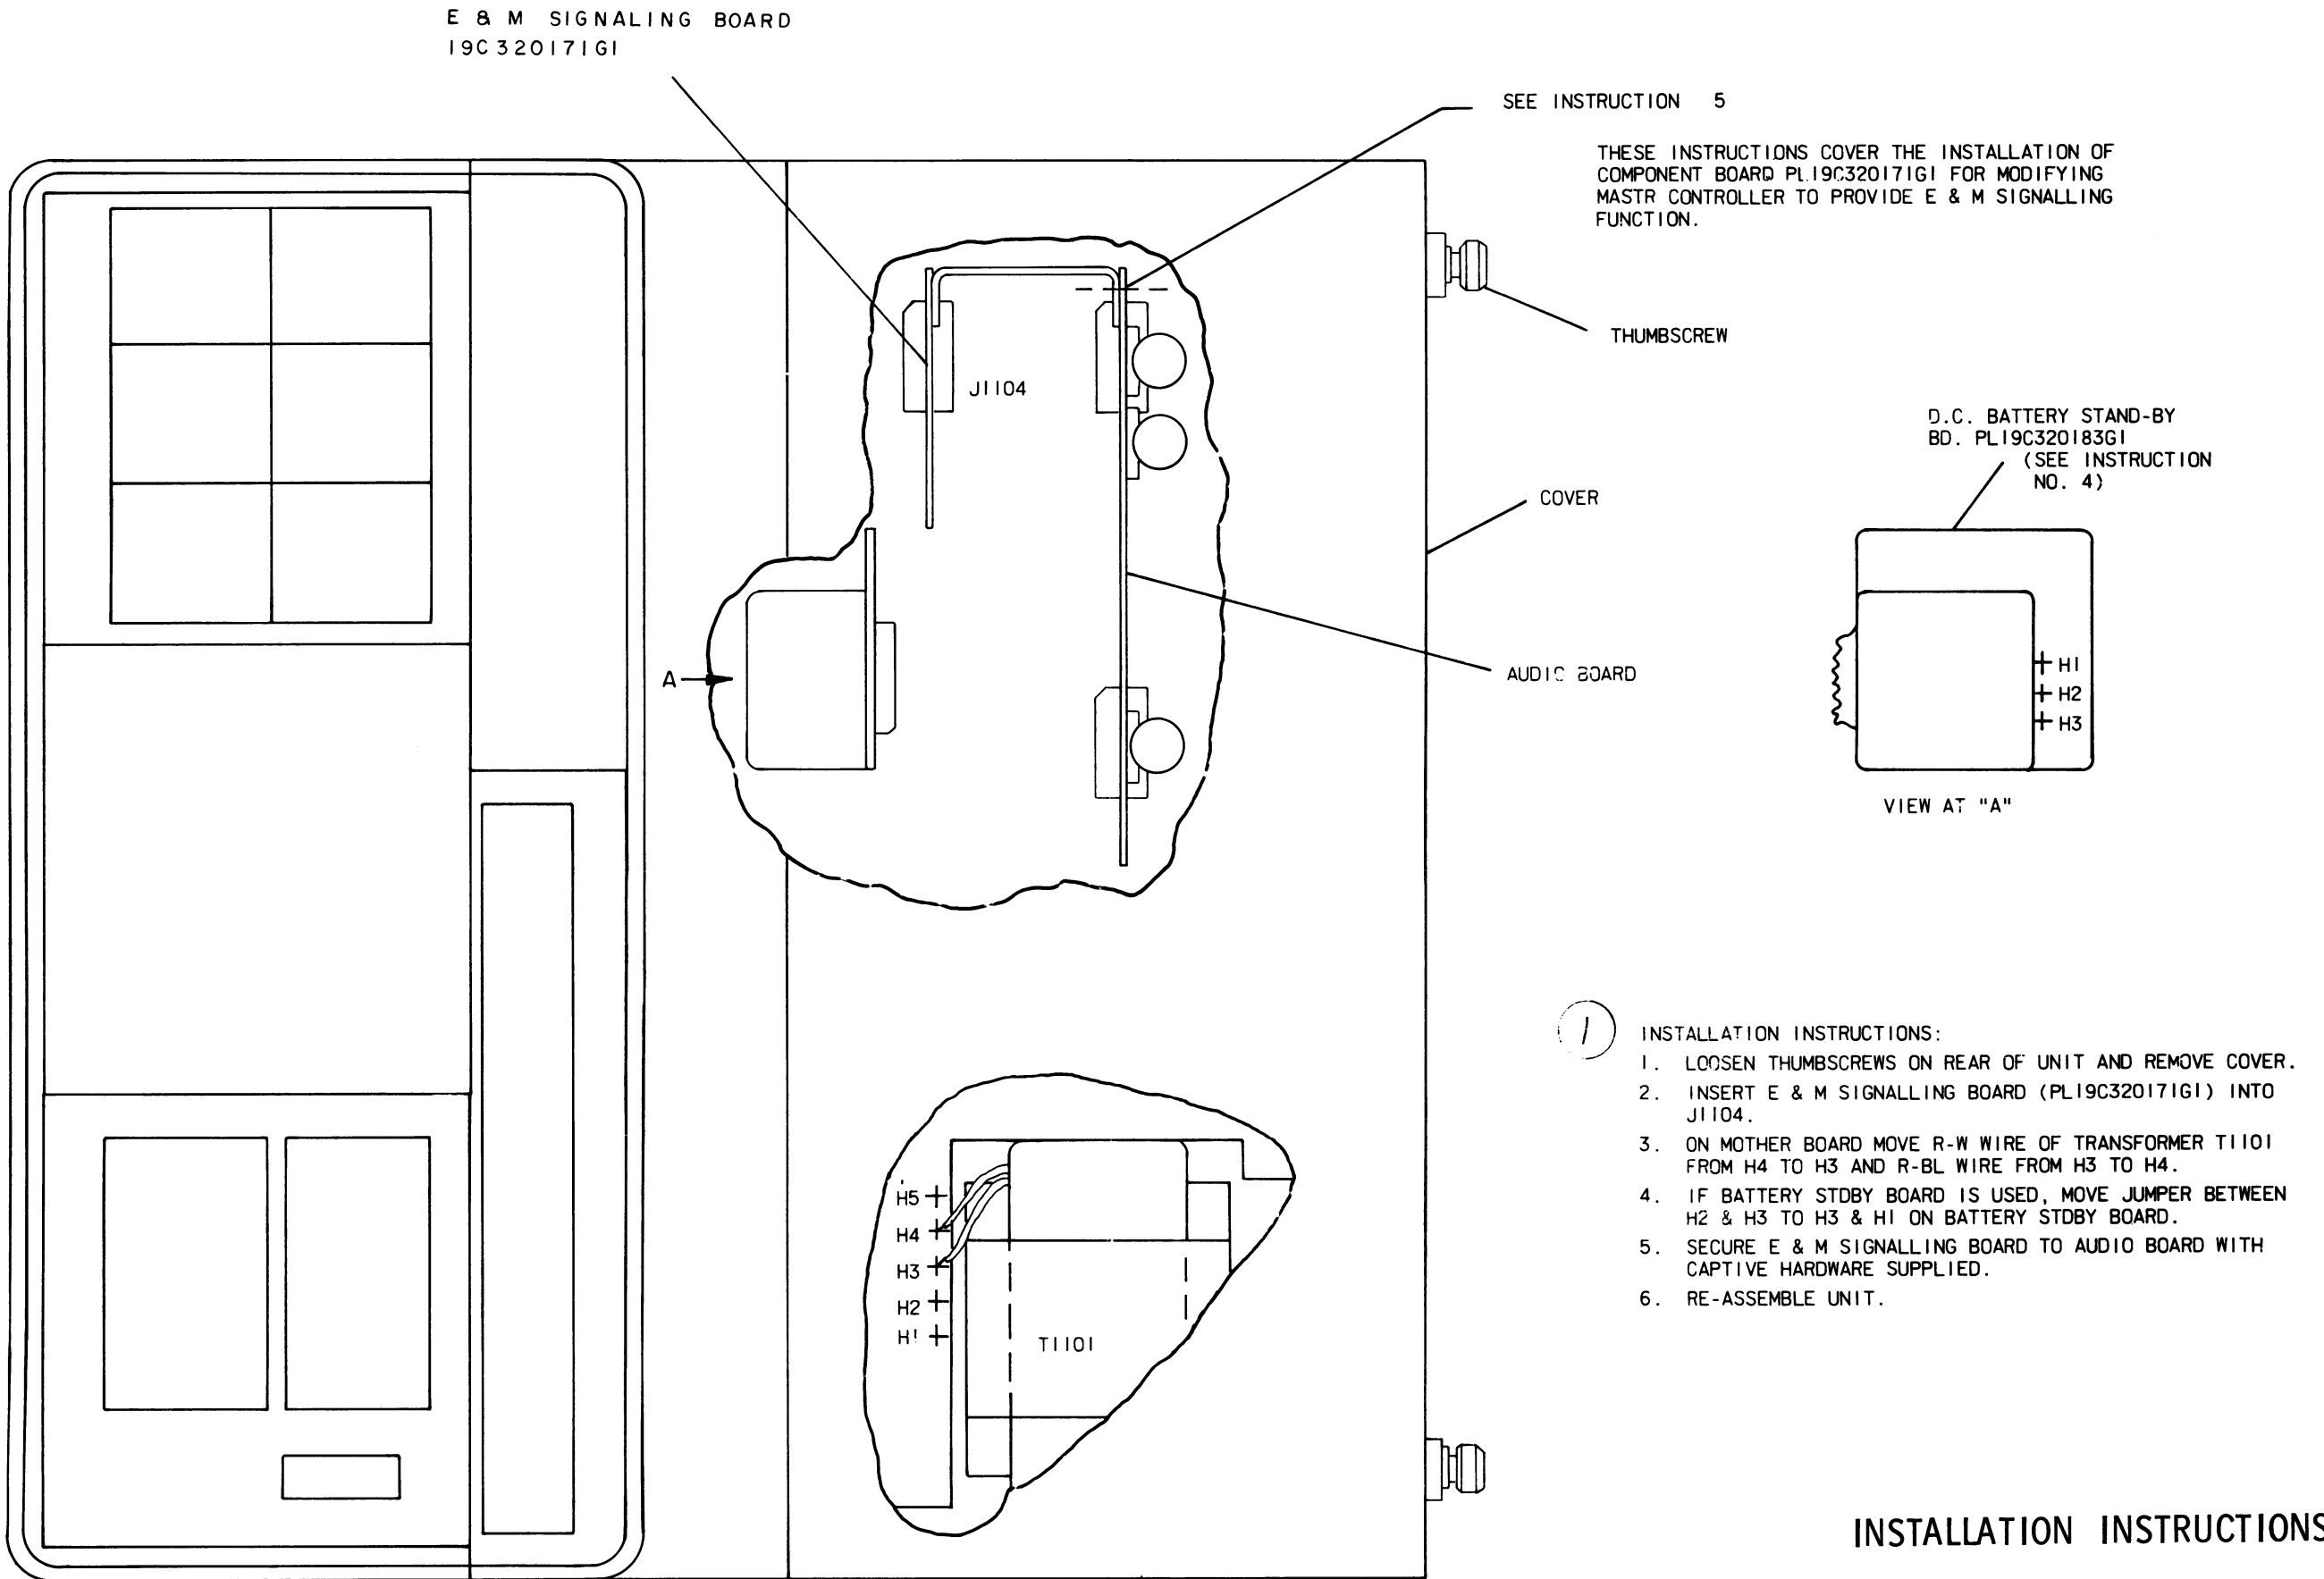 E & M SIGNALING BOARD
19C320171G1
SEE INSTRUCTION 5
THESE INSTRUCTIONS COVER THE INSTALLATION OF
COMPONENT BOARD PL19C320171G1 FOR MODIFYING
MASTR CONTROLLER TO PROVIDE E & M SIGNALLING
FUNCTION.
THUMBSCREW
J1104
D.C. BATTERY STAND-BY
BD. PL19C320183G1
(SEE INSTRUCTION
NO. 4)
COVER
AUDIO BOARD
A
H1
H2
H3
VIEW AT "A"
1
INSTALLATION INSTRUCTIONS:
1. LOOSEN THUMBSCREWS ON REAR OF UNIT AND REMOVE COVER.
2. INSERT E & M SIGNALLING BOARD (PL19C320171G1) INTO
J1104.
3. ON MOTHER BOARD MOVE R-W WIRE OF TRANSFORMER T1101
FROM H4 TO H3 AND R-BL WIRE FROM H3 TO H4.
4. IF BATTERY STDBY BOARD IS USED, MOVE JUMPER BETWEEN
H2 & H3 TO H3 & H1 ON BATTERY STDBY BOARD.
5. SECURE E & M SIGNALLING BOARD TO AUDIO BOARD WITH
CAPTIVE HARDWARE SUPPLIED.
6. RE-ASSEMBLE UNIT.
H5
H4
H3
H2
H1
T1101
INSTALLATION INSTRUCTIONS